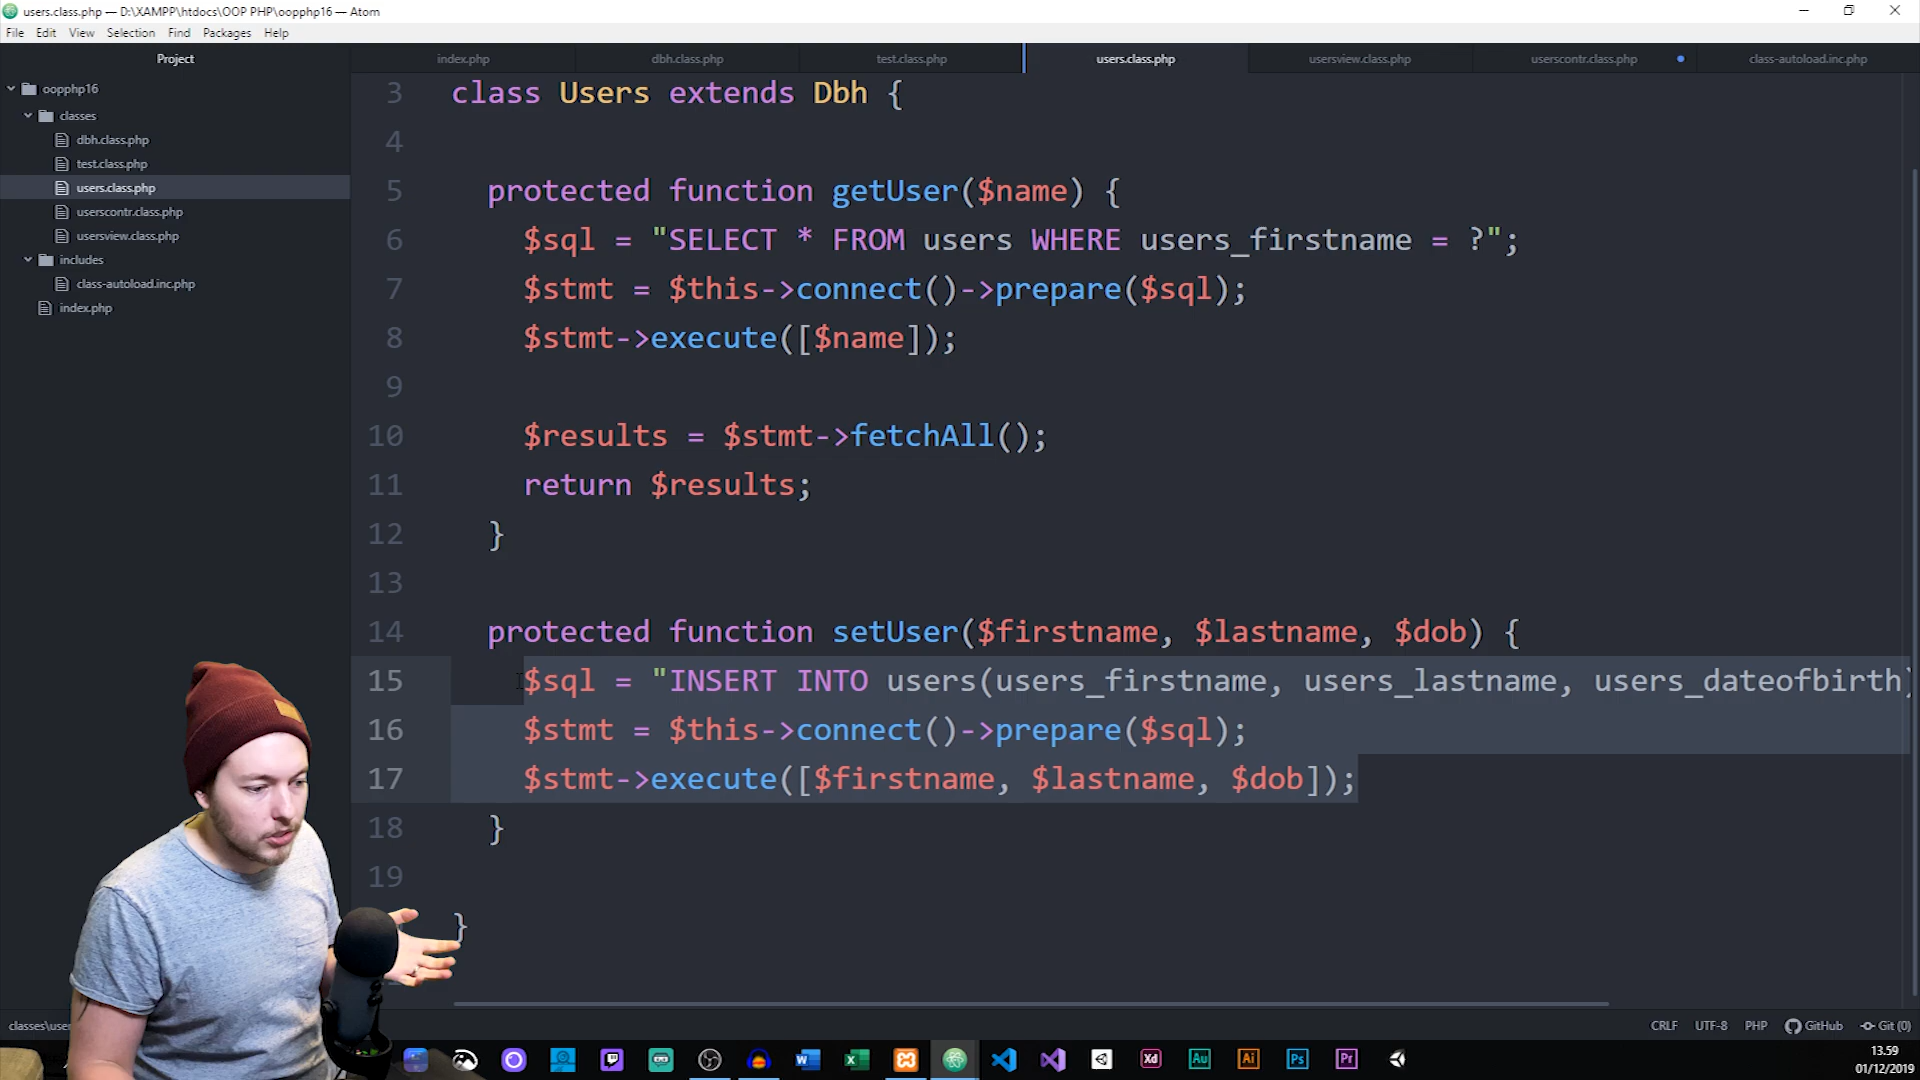 users.class.php — D:\XAMPP\htdocs\OOP PHP\oopphp16 — Atom
File Edit View Selection Find Packages Help
Project
index.php
dbh.class.php
test.class.php
users.class.php
usersview.class.php
userscontr.class.php
class-autoload.inc.php
oopphp16
classes
dbh.class.php
test.class.php
users.class.php
userscontr.class.php
usersview.class.php
includes
class-autoload.inc.php
index.php
3 class Users extends Dbh {
4
5 protected function getUser($name) {
6 $sql = "SELECT * FROM users WHERE users_firstname = ?";
7 $stmt = $this->connect()->prepare($sql);
8 $stmt->execute([$name]);
9
10 $results = $stmt->fetchAll();
11 return $results;
12 }
13
14 protected function setUser($firstname, $lastname, $dob) {
15 $sql = "INSERT INTO users(users_firstname, users_lastname, users_dateofbirth)
16 $stmt = $this->connect()->prepare($sql);
17 $stmt->execute([$firstname, $lastname, $dob]);
18 }
19
}
CRLF UTF-8 PHP GitHub Git (0)
Xd Au Ai Ps Pr
13.59
01/12/2019